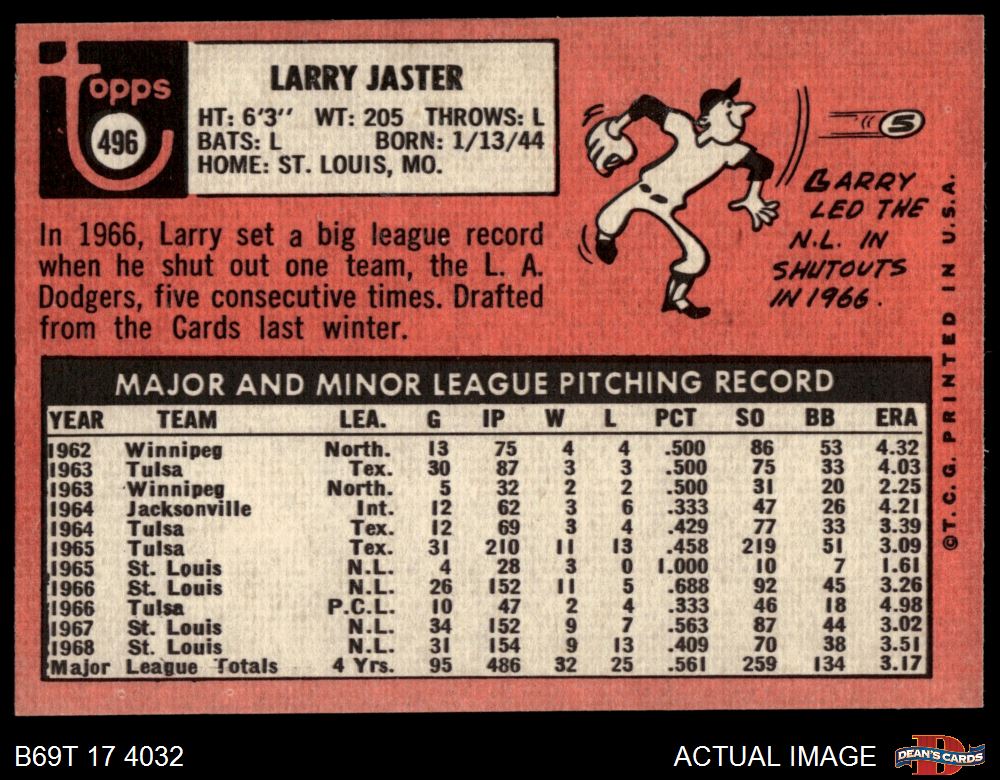 topps
496
LARRY JASTER
HT: 6'3'' WT: 205 THROWS: L
BATS: L BORN: 1/13/44
HOME: ST. LOUIS, MO.
In 1966, Larry set a big league record
when he shut out one team, the L. A.
Dodgers, five consecutive times. Drafted
from the Cards last winter.
5
LARRY
LED THE
N.L. IN
SHUTOUTS
IN 1966.
MAJOR AND MINOR LEAGUE PITCHING RECORD
YEAR TEAM LEA. G IP W L PCT SO BB ERA
1962 Winnipeg North. 13 75 4 4 .500 86 53 4.32
1963 Tulsa Tex. 30 87 3 3 .500 75 33 4.03
1963 Winnipeg North. 5 32 2 2 .500 31 20 2.25
1964 Jacksonville Int. 12 62 3 6 .333 47 26 4.21
1964 Tulsa Tex. 12 69 3 4 .429 77 33 3.39
1965 Tulsa Tex. 31 210 11 13 .458 219 51 3.09
1965 St. Louis N.L. 4 28 3 0 1.000 10 7 1.61
1966 St. Louis N.L. 26 152 11 5 .688 92 45 3.26
1966 Tulsa P.C.L. 10 47 2 4 .333 46 18 4.98
1967 St. Louis N.L. 34 152 9 7 .563 87 44 3.02
1968 St. Louis N.L. 31 154 9 13 .409 70 38 3.51
Major League Totals 4 Yrs. 95 486 32 25 .561 259 134 3.17
©T.C.G. PRINTED IN U.S.A.
B69T 17 4032
ACTUAL IMAGE
D
DEAN'S CARDS